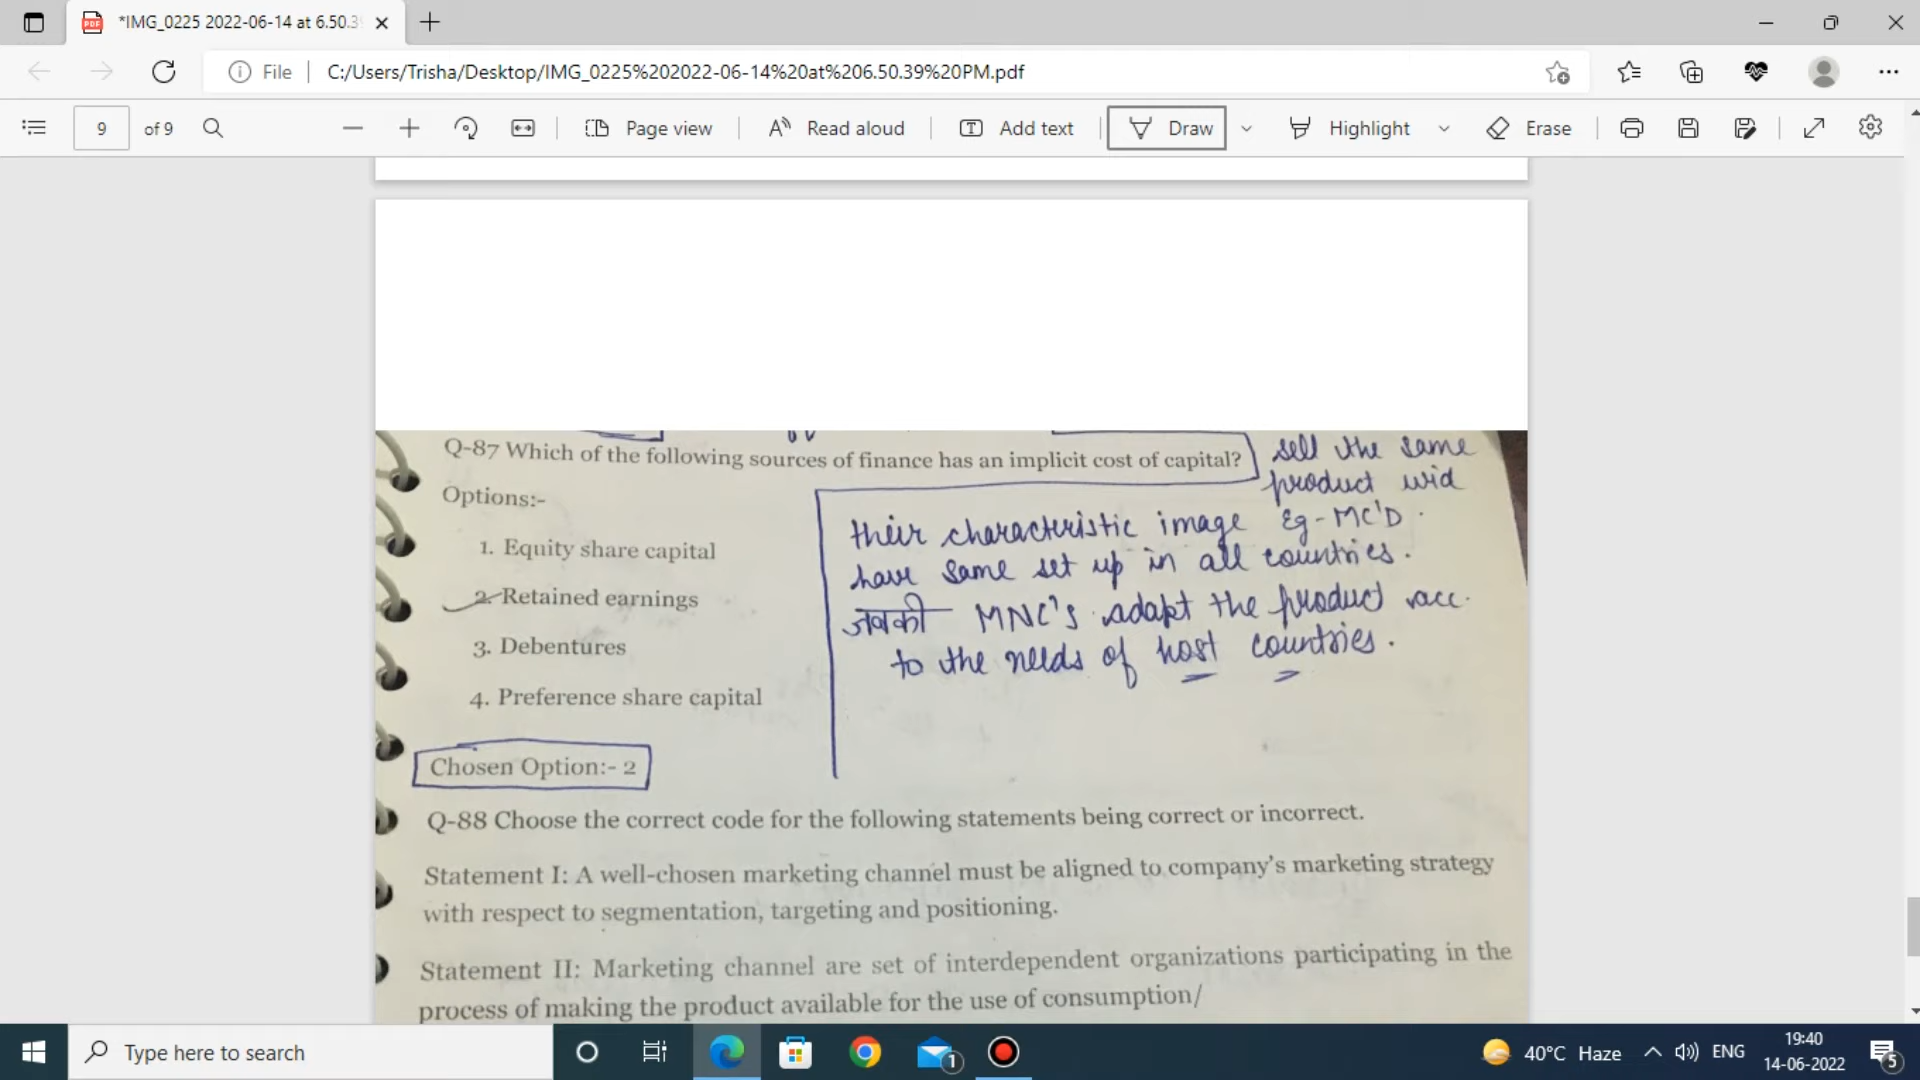 *IMG_0225 2022-06-14 at 6.50.3
File
C:/Users/Trisha/Desktop/IMG_0225%202022-06-14%20at%206.50.39%20PM.pdf
9 of 9
Page view
Read aloud
Add text
Draw
Highlight
Erase
Q-87 Which of the following sources of finance has an implicit cost of capital?
sell the same
product wid
Options:-
their characteristic image Eg - MC'D.
1. Equity share capital
have same set up in all countries.
2. Retained earnings
जबकी MNC's adapt the product acc.
3. Debentures
to the needs of host countries.
4. Preference share capital
Chosen Option:- 2
Q-88 Choose the correct code for the following statements being correct or incorrect.
Statement I: A well-chosen marketing channel must be aligned to company's marketing strategy
with respect to segmentation, targeting and positioning.
Statement II: Marketing channel are set of interdependent organizations participating in the
process of making the product available for the use of consumption/
Type here to search
1
40°C Haze
ENG
19:40
14-06-2022
5